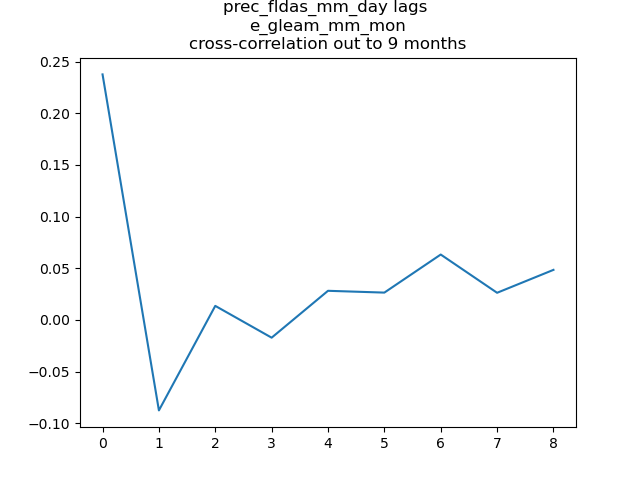 prec_fldas_mm_day lags
e_gleam_mm_mon
cross-correlation out to 9 months
0.25
0.20
0.15
0.10
0.05
0.00
−0.05
−0.10
0 1 2 3 4 5 6 7 8